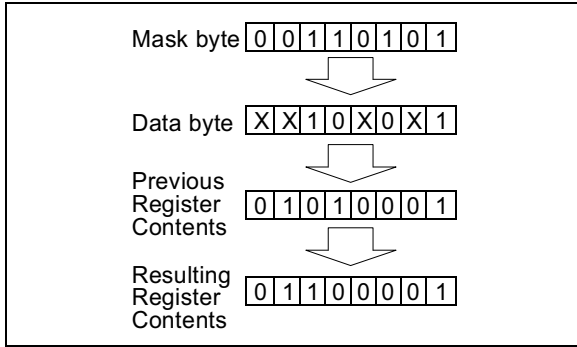 Mask byte 0 0 1 1 0 1 0 1
Data byte X X 1 0 X 0 X 1
Previous
Register 0 1 0 1 0 0 0 1
Contents
Resulting
Register 0 1 1 0 0 0 0 1
Contents